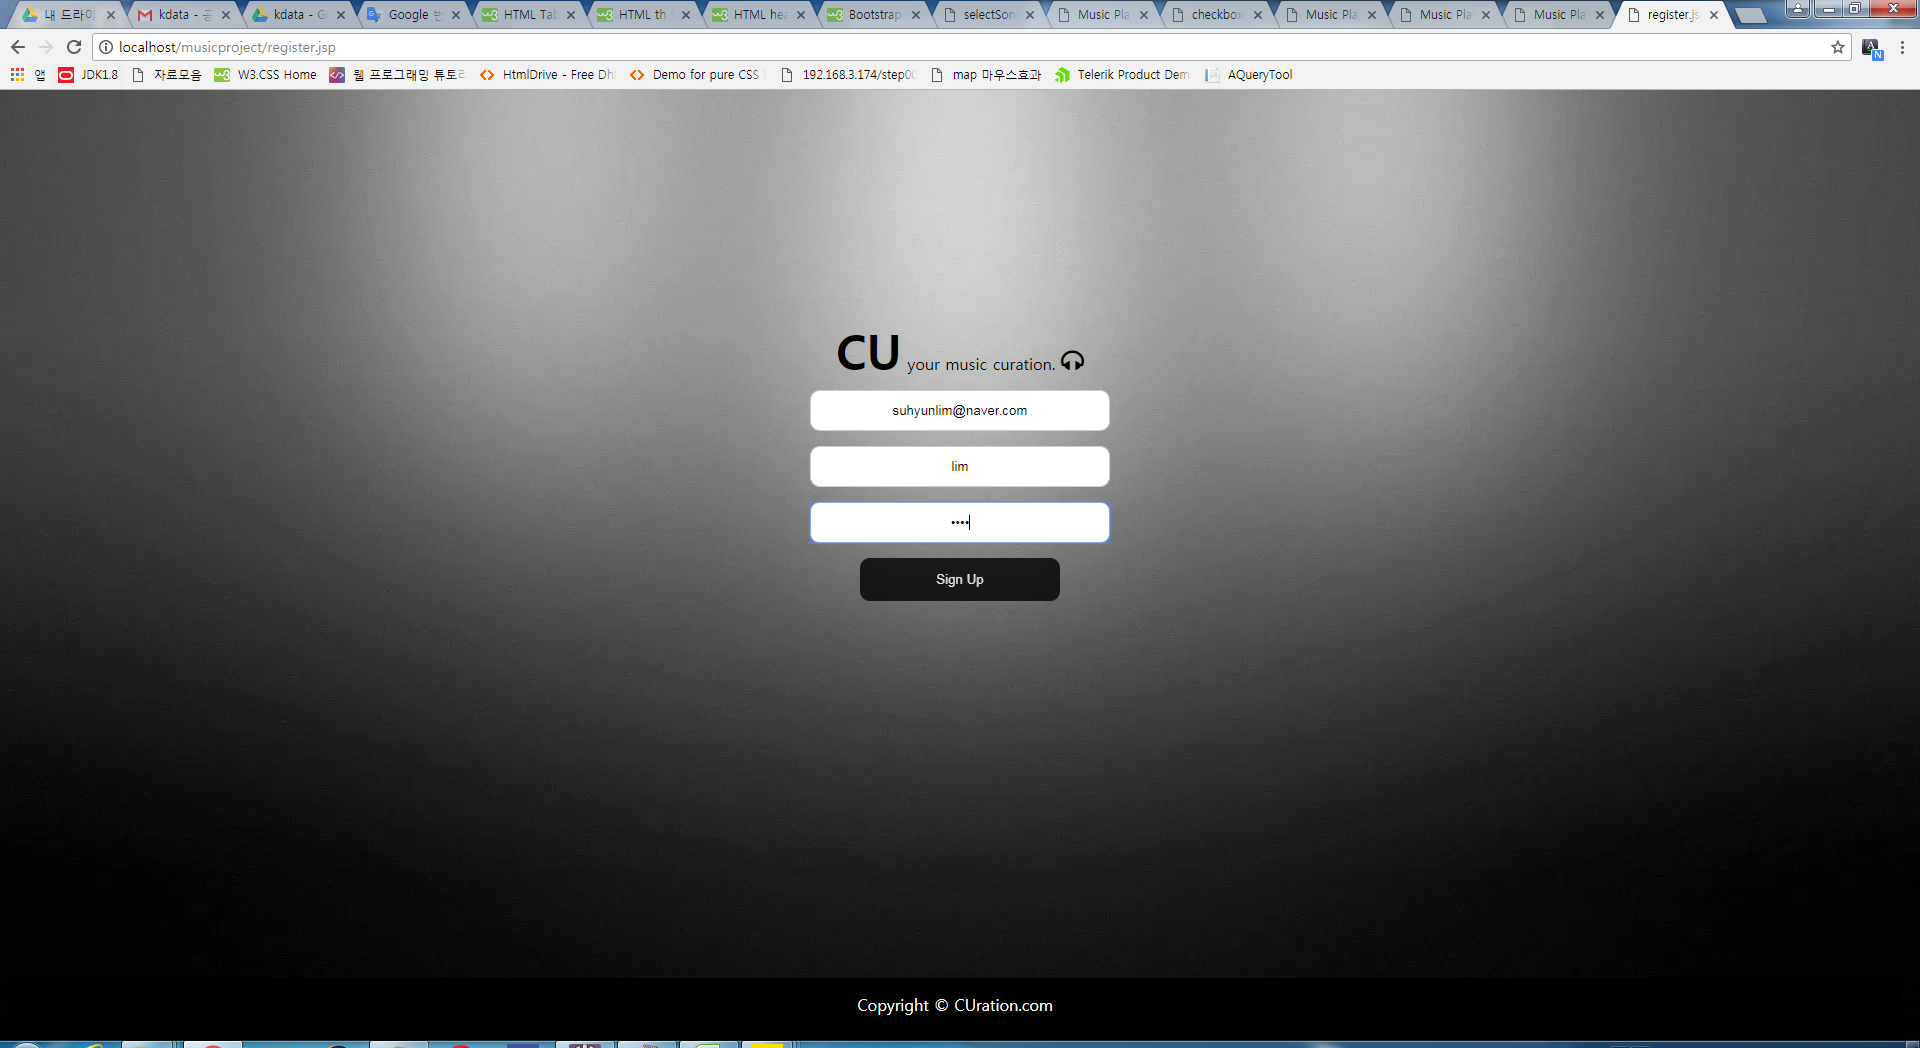 내 드라이 kdata - 공 kdata - G Google 번 HTML Tab HTML th t HTML hea Bootstrap selectSon Music Pla checkbox Music Pla Music Pla Music Pla register.js
localhost/musicproject/register.jsp
앱 JDK1.8 자료모음 W3.CSS Home 웹 프로그래밍 튜토리 HtmlDrive - Free DH Demo for pure CSS 192.168.3.174/step00 map 마우스효과 Telerik Product Dem AQueryTool
CU your music curation.
suhyunlim@naver.com
lim
••••
Sign Up
Copyright © CUration.com